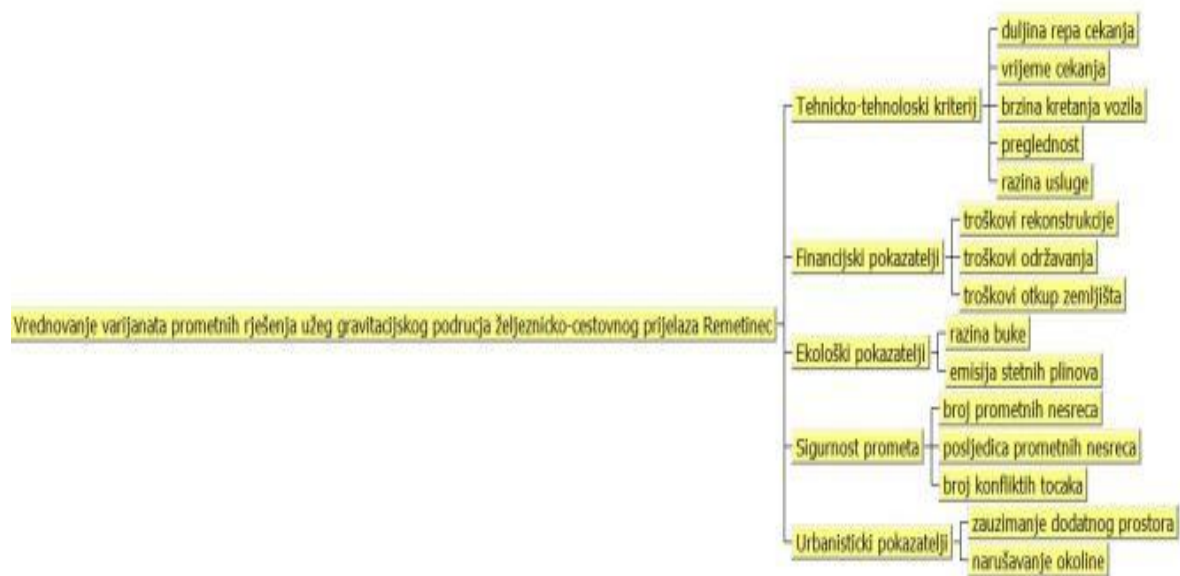 Vrednovanje varijanata prometnih rješenja užeg gravitacijskog podrucja željeznicko-cestovnog prijelaza Remetinec
Tehnicko-tehnoloski kriterij
duljina repa cekanja
vrijeme cekanja
brzina kretanja vozila
preglednost
razina usluge
Financijski pokazatelji
troškovi rekonstrukcije
troškovi održavanja
troškovi otkup zemljišta
Ekološki pokazatelji
razina buke
emisija stetnih plinova
Sigurnost prometa
broj prometnih nesreca
posljedica prometnih nesreca
broj konfliktih tocaka
Urbanisticki pokazatelji
zauzimanje dodatnog prostora
narušavanje okoline